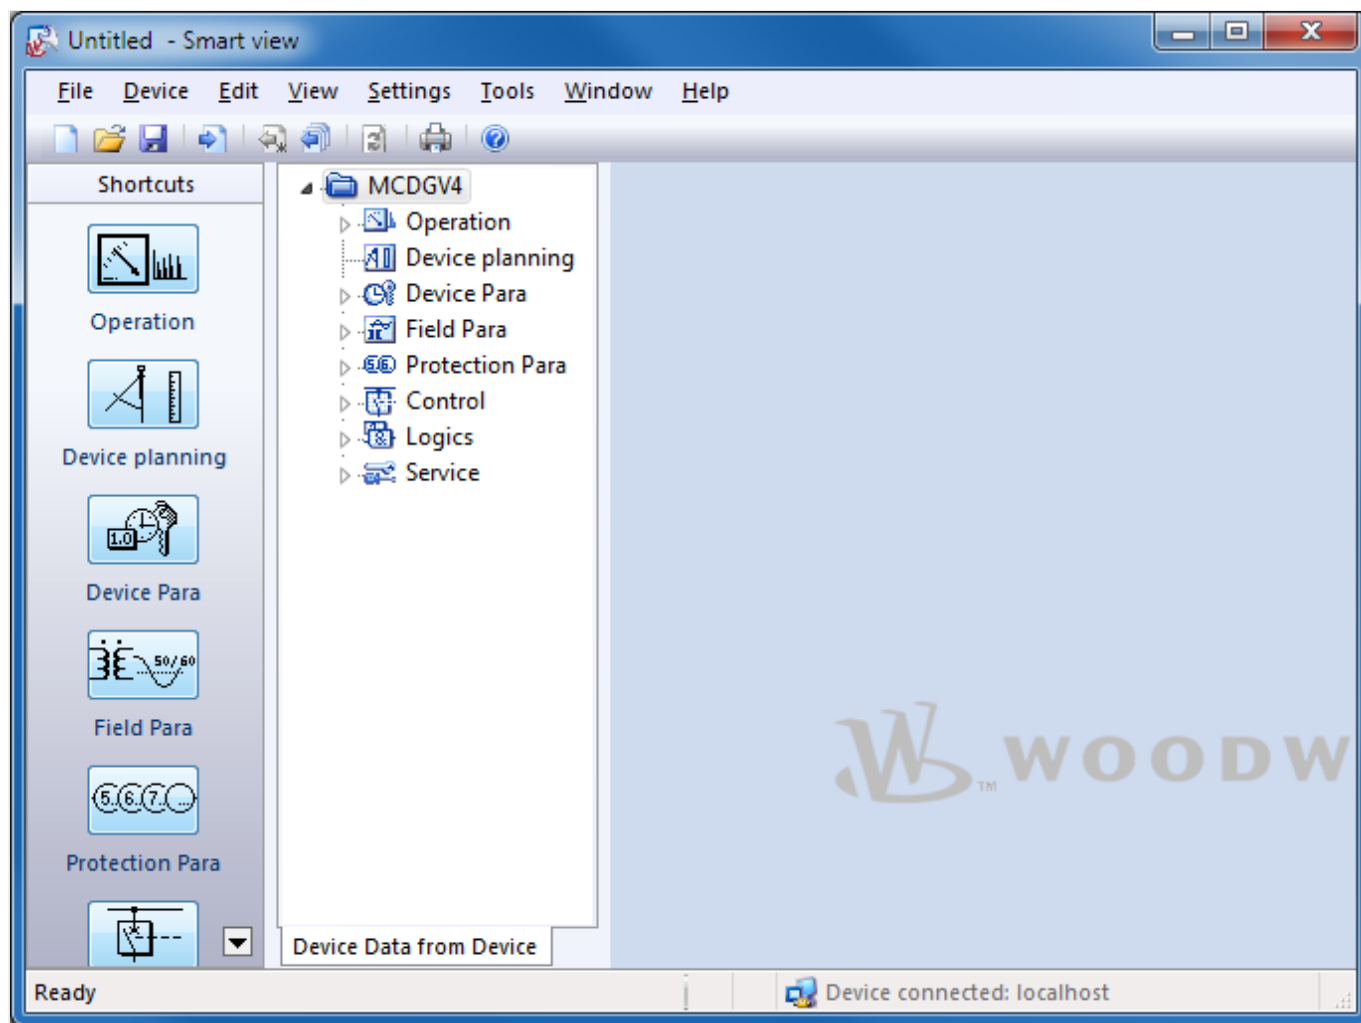 Untitled - Smart view
File Device Edit View Settings Tools Window Help
Shortcuts
Operation
Device planning
1.0
Device Para
50/60
Field Para
5. 6. 7. ...
Protection Para
MCDGV4
Operation
Device planning
Device Para
Field Para
Protection Para
Control
Logics
Service
Device Data from Device
WOODW
TM
Ready
Device connected: localhost